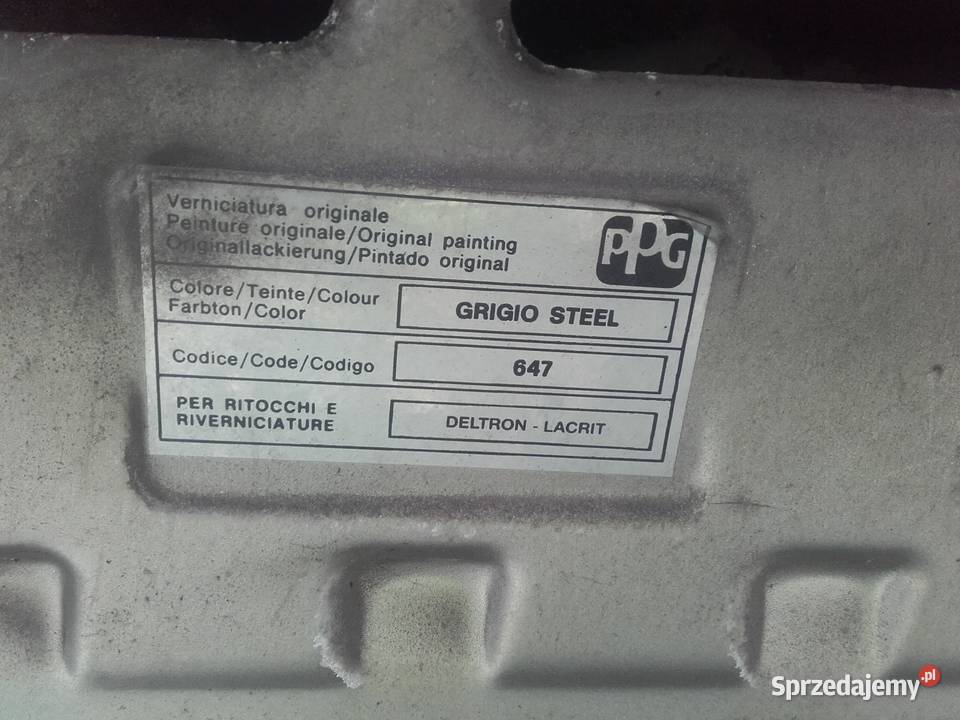 Verniciatura originale
Peinture originale/Original painting
Originallackierung/Pintado original
PPG
Colore/Teinte/Colour
Farbton/Color
GRIGIO STEEL
Codice/Code/Codigo
647
PER RITOCCHI E
RIVERNICIATURE
DELTRON - LACRIT
Sprzedajemy.pl